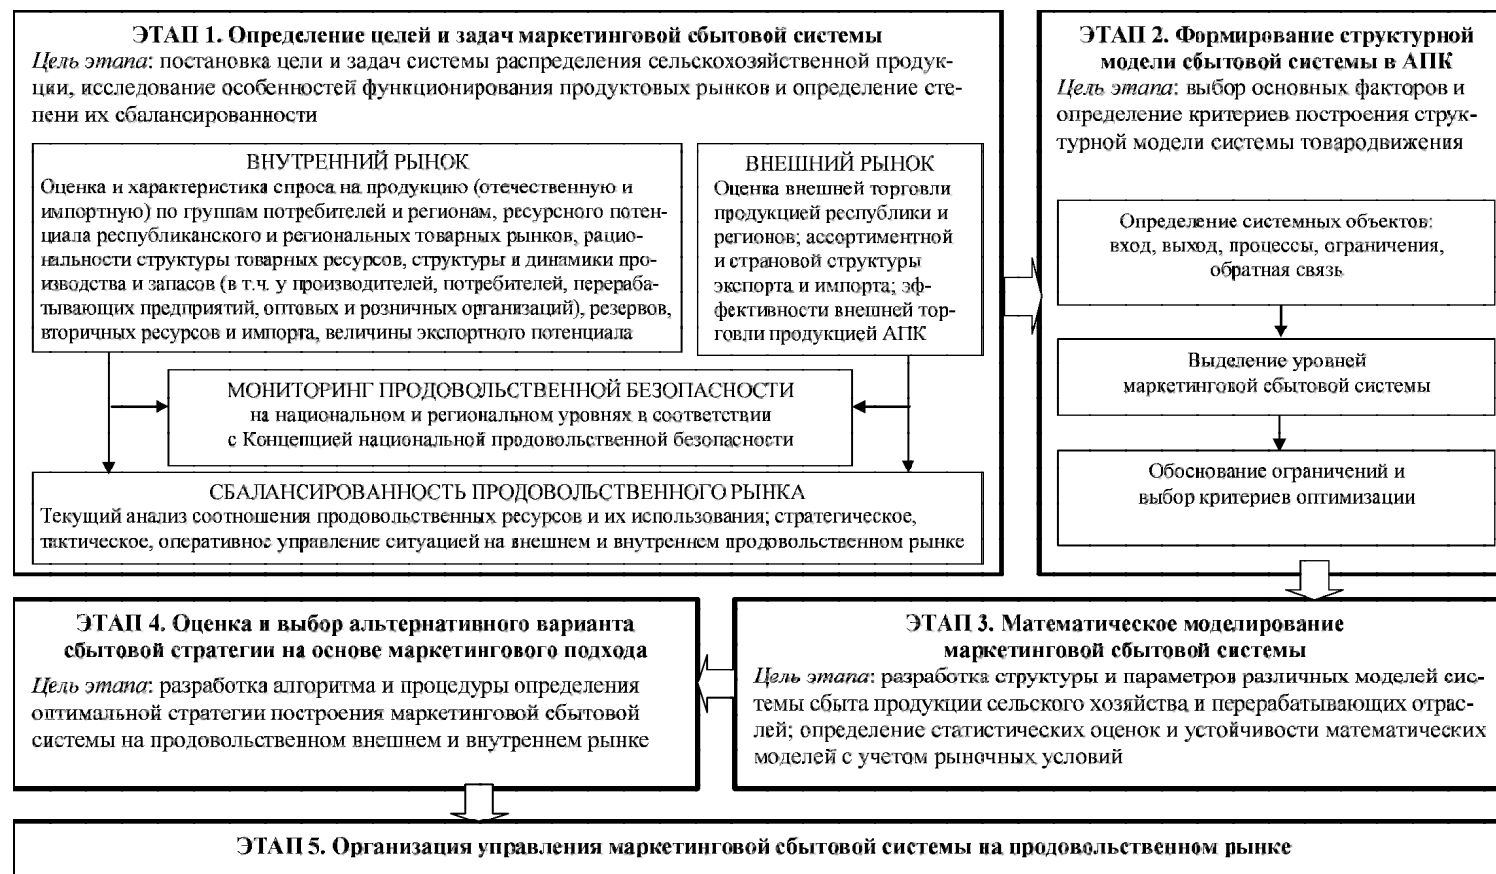 ЭТАП 1. Определение целей и задач маркетинговой сбытовой системы
Цель этапа: постановка цели и задач системы распределения сельскохозяйственной продук-
ции, исследование особенностей функционирования продуктовых рынков и определение сте-
пени их сбалансированности
ВНУТРЕННИЙ РЫНОК
Оценка и характеристика спроса на продукцию (отечественную и
импортную) по группам потребителей и регионам, ресурсного потен-
циала республиканского и региональных товарных рынков, рацио-
нальности структуры товарных ресурсов, структуры и динамики про-
изводства и запасов (в т.ч. у производителей, потребителей, перераба-
тывающих предприятий, оптовых и розничных организаций), резервов,
вторичных ресурсов и импорта, величины экспортного потенциала
ВНЕШНИЙ РЫНОК
Оценка внешней торговли
продукцией республики и
регионов; ассортиментной
и страновой структуры
экспорта и импорта; эф-
фективности внешней тор-
говли продукцией АПК
МОНИТОРИНГ ПРОДОВОЛЬСТВЕННОЙ БЕЗОПАСНОСТИ
на национальном и региональном уровнях в соответствии
с Концепцией национальной продовольственной безопасности
СБАЛАНСИРОВАННОСТЬ ПРОДОВОЛЬСТВЕННОГО РЫНКА
Текущий анализ соотношения продовольственных ресурсов и их использования; стратегическое,
тактическое, оперативное управление ситуацией на внешнем и внутреннем продовольственном рынке
ЭТАП 2. Формирование структурной
модели сбытовой системы в АПК
Цель этапа: выбор основных факторов и
определение критериев построения струк-
турной модели системы товародвижения
Определение системных объектов:
вход, выход, процессы, ограничения,
обратная связь
Выделение уровней
маркетинговой сбытовой системы
Обоснование ограничений и
выбор критериев оптимизации
ЭТАП 3. Математическое моделирование
маркетинговой сбытовой системы
Цель этапа: разработка структуры и параметров различных моделей сис-
темы сбыта продукции сельского хозяйства и перерабатывающих отрас-
лей; определение статистических оценок и устойчивости математических
моделей с учетом рыночных условий
ЭТАП 4. Оценка и выбор альтернативного варианта
сбытовой стратегии на основе маркетингового подхода
Цель этапа: разработка алгоритма и процедуры определения
оптимальной стратегии построения маркетинговой сбытовой
системы на продовольственном внешнем и внутреннем рынке
ЭТАП 5. Организация управления маркетинговой сбытовой системы на продовольственном рынке